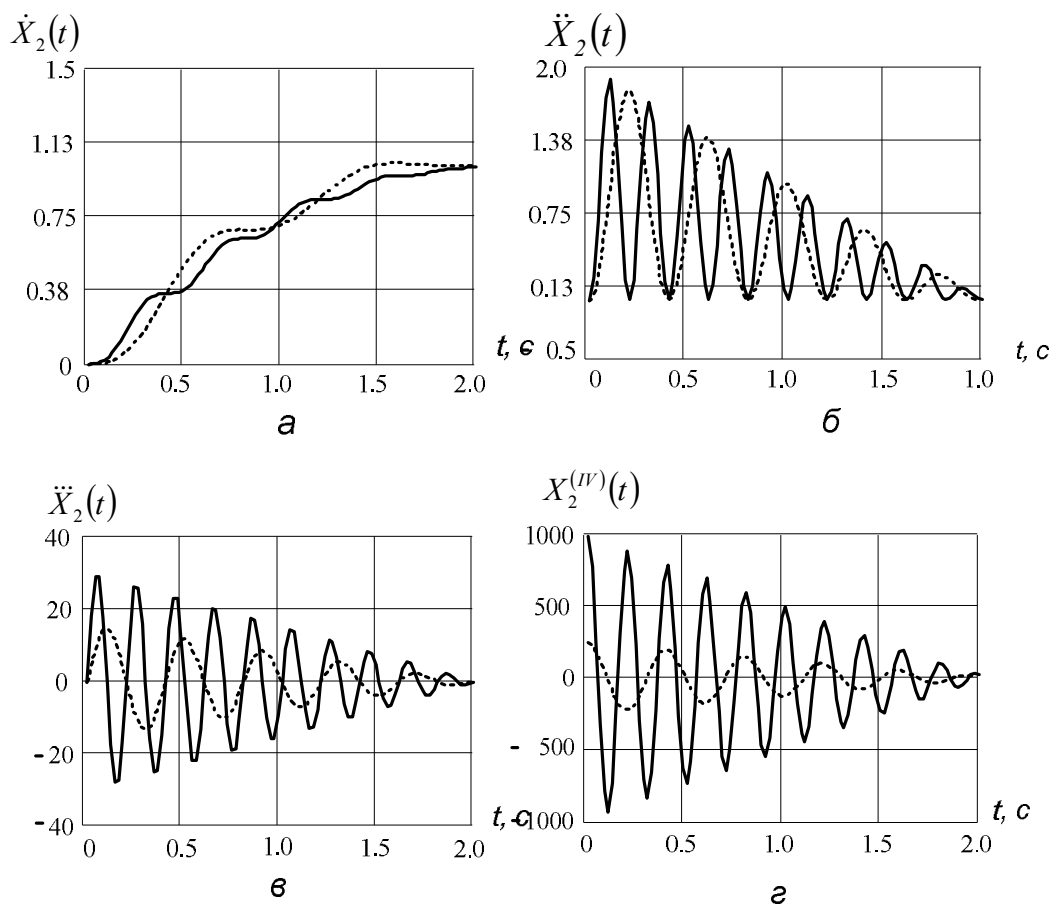 Ẋ₂(t)
1.5
1.13
0.75
0.38
0
0 0.5 1.0 1.5 2.0
t, c
а
Ẍ₂(t)
2.0
1.38
0.75
0.13
- 0.5
0 0.5 1.0 1.5 1.0
t, c
б
X⃛₂(t)
40
20
0
-20
-40
0 0.5 1.0 1.5 2.0
t, c
в
X₂^(IV)(t)
1000
500
0
- 500
-1000
0 0.5 1.0 1.5 2.0
t, c
г